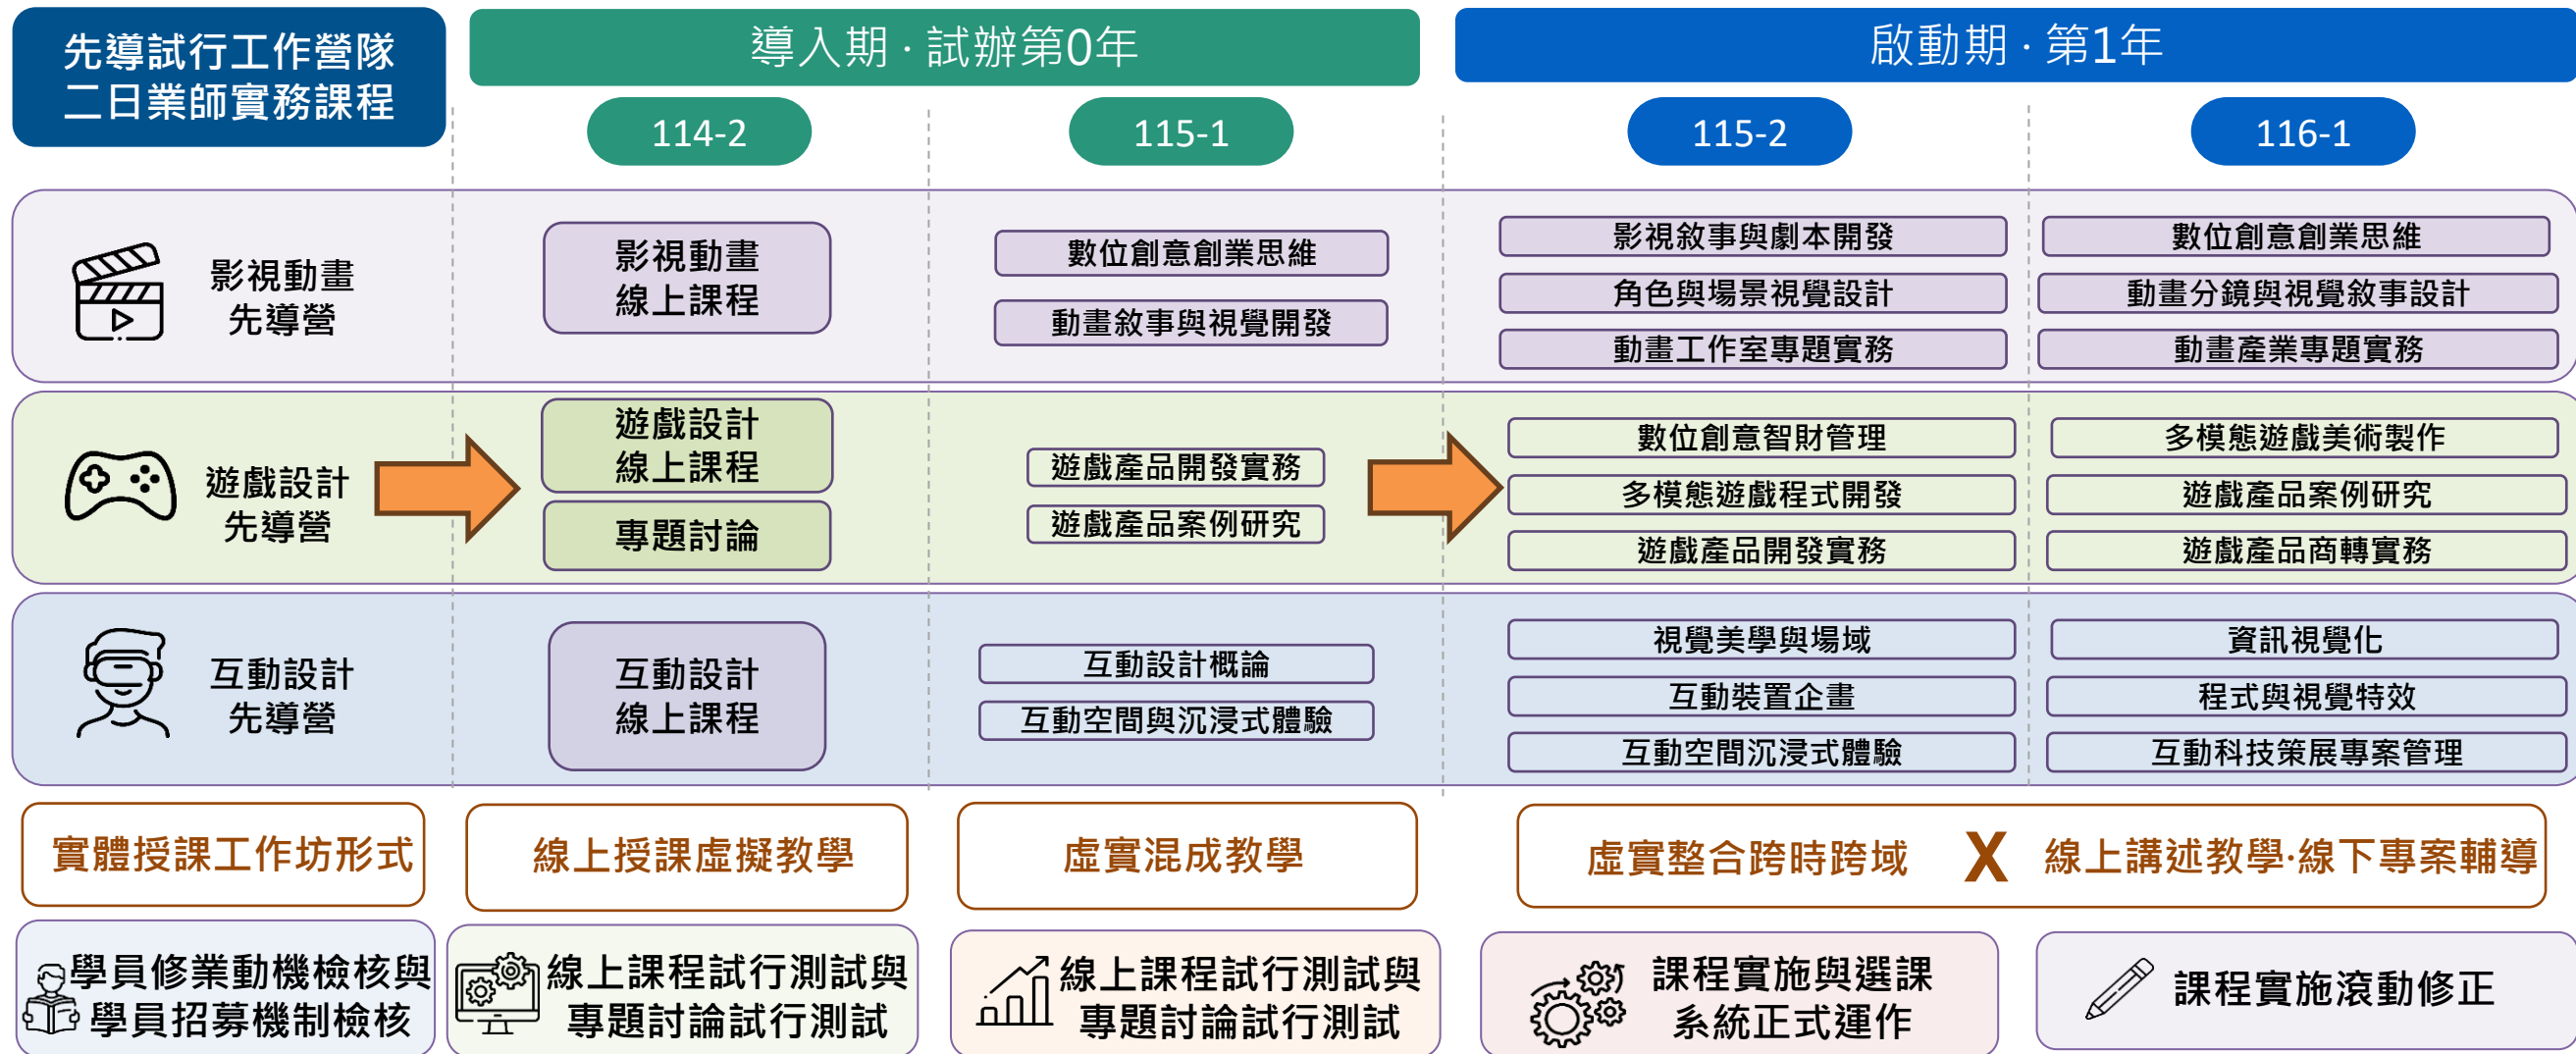 先導試行工作營隊
二日業師實務課程
導入期·試辦第0年
啟動期·第1年
114-2
115-1
115-2
116-1
影視動畫
先導營
影視動畫
線上課程
數位創意創業思維
動畫敘事與視覺開發
影視敘事與劇本開發
角色與場景視覺設計
動畫工作室專題實務
數位創意創業思維
動畫分鏡與視覺敘事設計
動畫產業專題實務
遊戲設計
先導營
遊戲設計
線上課程
專題討論
遊戲產品開發實務
遊戲產品案例研究
數位創意智財管理
多模態遊戲程式開發
遊戲產品開發實務
多模態遊戲美術製作
遊戲產品案例研究
遊戲產品商轉實務
互動設計
先導營
互動設計
線上課程
互動設計概論
互動空間與沉浸式體驗
視覺美學與場域
互動裝置企畫
互動空間沉浸式體驗
資訊視覺化
程式與視覺特效
互動科技策展專案管理
實體授課工作坊形式
線上授課虛擬教學
虛實混成教學
虛實整合跨時跨域 X 線上講述教學·線下專案輔導
學員修業動機檢核與
學員招募機制檢核
線上課程試行測試與
專題討論試行測試
線上課程試行測試與
專題討論試行測試
課程實施與選課
系統正式運作
課程實施滾動修正